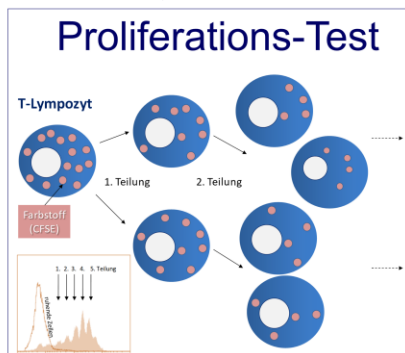 Proliferations-Test
T-Lympozyt
1. Teilung
2. Teilung
Farbstoff
(CFSE)
1. 2. 3. 4. 5. Teilung
ruhende Zellen